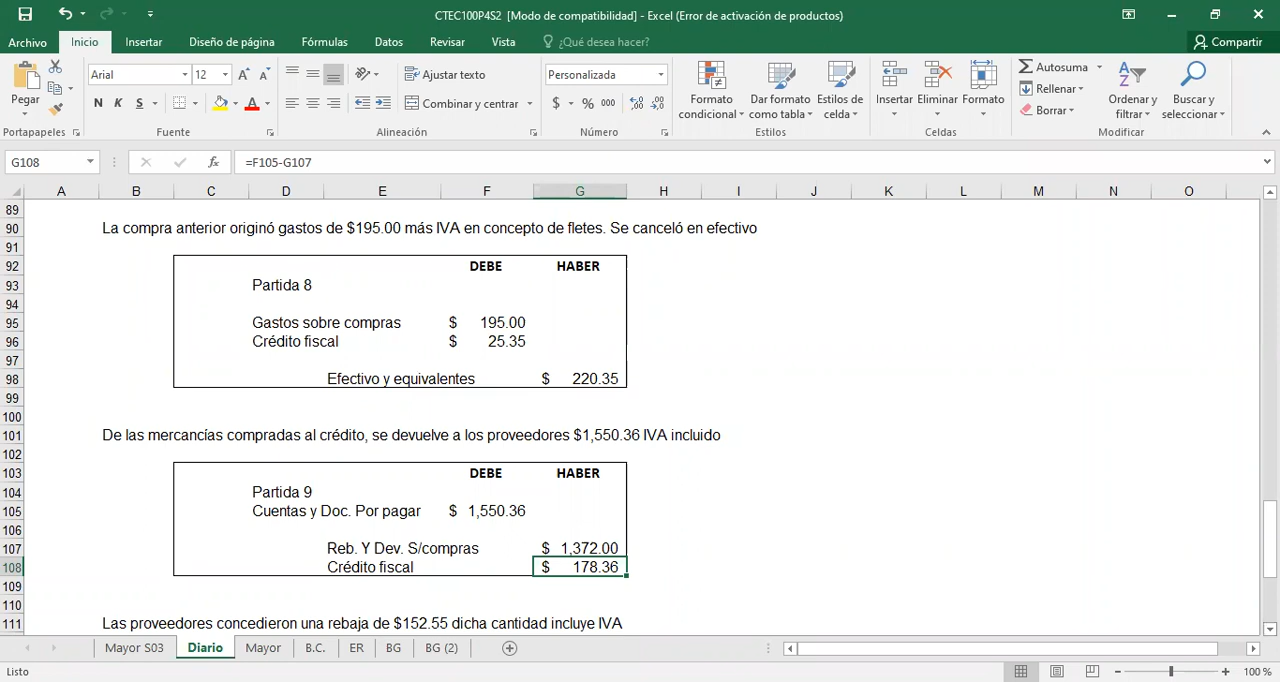 CTEC100P4S2 [Modo de compatibilidad] - Excel (Error de activación de productos)
Archivo Inicio Insertar Diseño de página Fórmulas Datos Revisar Vista ¿Qué desea hacer? Compartir
Pegar Arial 12 Ajustar texto Personalizada Formato condicional Dar formato como tabla Estilos de celda Insertar Eliminar Formato Autosuma Rellenar Borrar Ordenar y filtrar Buscar y seleccionar
N K S Combinar y centrar $ % 000
Portapapeles Fuente Alineación Número Estilos Celdas Modificar
G108 fx =F105-G107
A B C D E F G H I J K L M N O
89
90 La compra anterior originó gastos de $195.00 más IVA en concepto de fletes. Se canceló en efectivo
91
92 DEBE HABER
93 Partida 8
94
95 Gastos sobre compras $ 195.00
96 Crédito fiscal $ 25.35
97
98 Efectivo y equivalentes $ 220.35
99
100
101 De las mercancías compradas al crédito, se devuelve a los proveedores $1,550.36 IVA incluido
102
103 DEBE HABER
104 Partida 9
105 Cuentas y Doc. Por pagar $ 1,550.36
106
107 Reb. Y Dev. S/compras $ 1,372.00
108 Crédito fiscal $ 178.36
109
110
111 Las proveedores concedieron una rebaja de $152.55 dicha cantidad incluye IVA
Mayor S03 Diario Mayor B.C. ER BG BG (2)
Listo 100 %